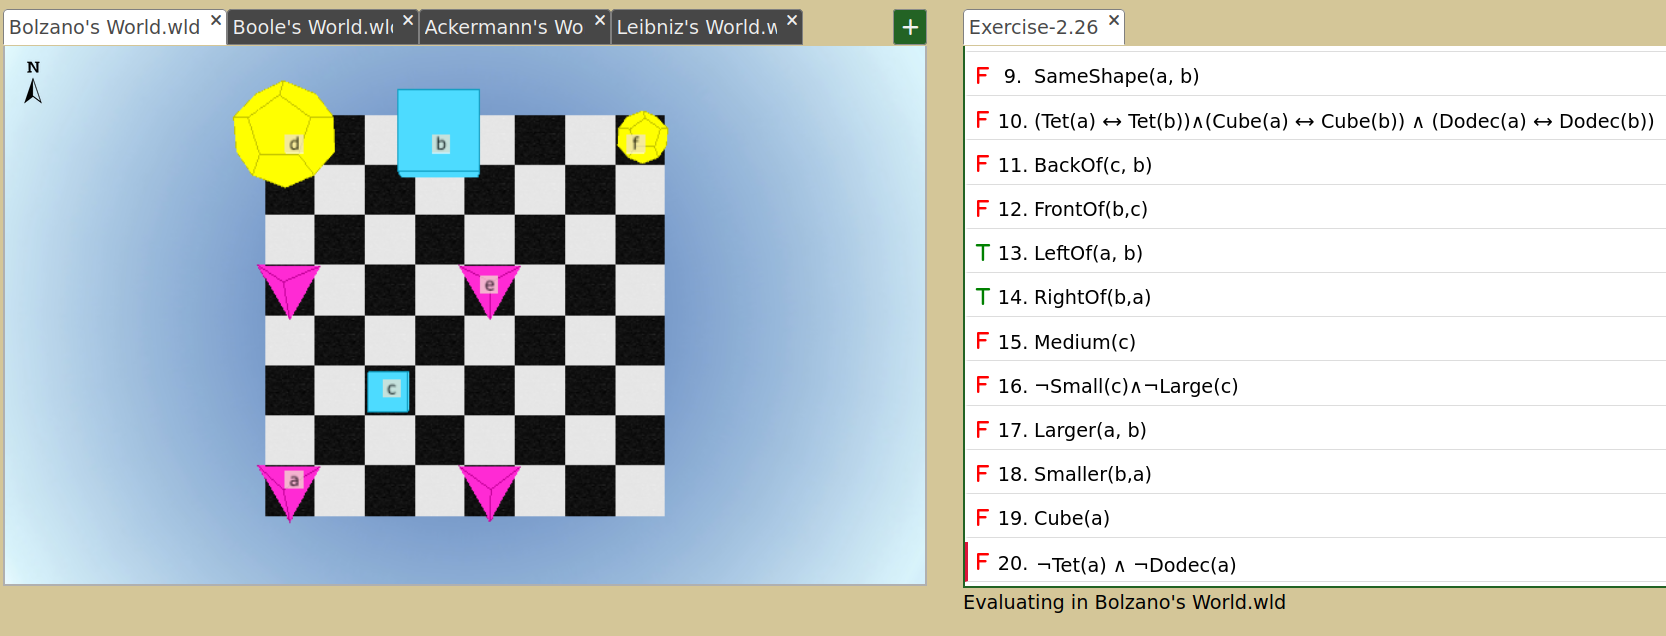 Bolzano's World.wld × Boole's World.wl × Ackermann's Wo × Leibniz's World.w × +
Exercise-2.26 ×
N
d b f
e
c
a
F 9. SameShape(a, b)
F 10. (Tet(a) ↔ Tet(b))∧(Cube(a) ↔ Cube(b)) ∧ (Dodec(a) ↔ Dodec(b))
F 11. BackOf(c, b)
F 12. FrontOf(b,c)
T 13. LeftOf(a, b)
T 14. RightOf(b,a)
F 15. Medium(c)
F 16. ¬Small(c)∧¬Large(c)
F 17. Larger(a, b)
F 18. Smaller(b,a)
F 19. Cube(a)
F 20. ¬Tet(a) ∧ ¬Dodec(a)
Evaluating in Bolzano's World.wld